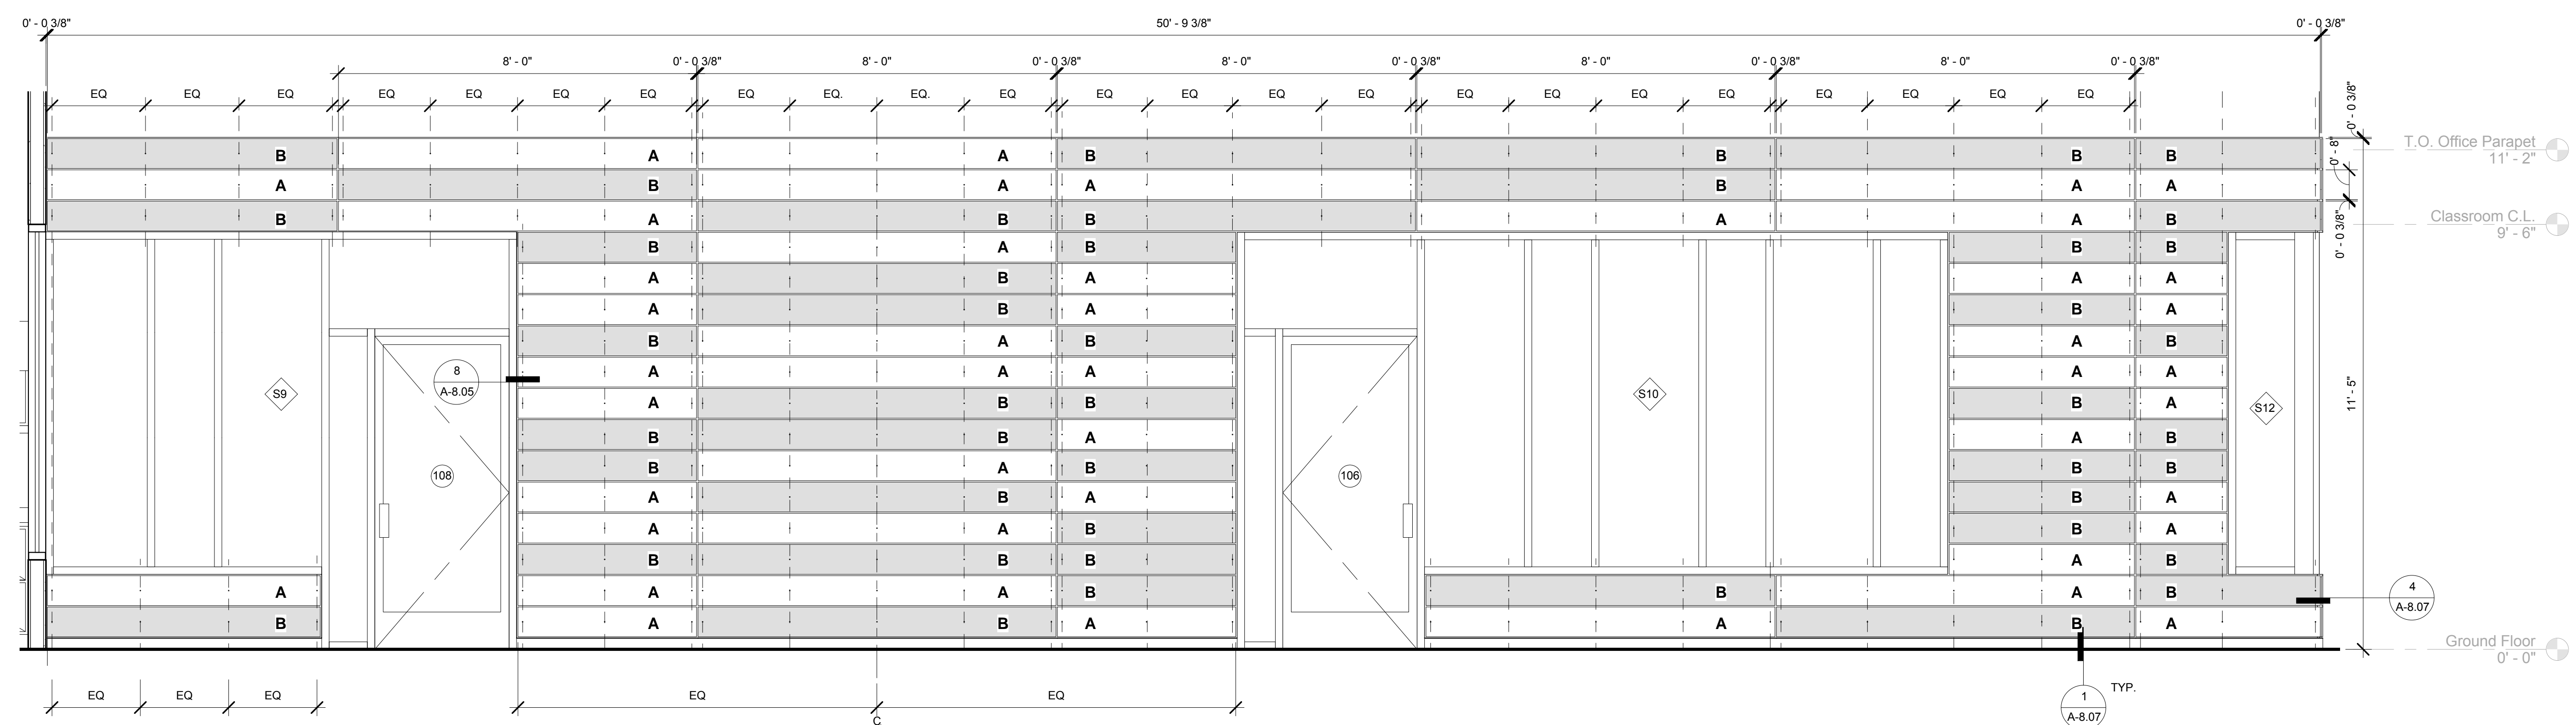 0' - 0 3/8" 50' - 9 3/8" 0' - 0 3/8"
8' - 0" 0' - 0 3/8" 8' - 0" 0' - 0 3/8" 8' - 0" 0' - 0 3/8" 8' - 0" 0' - 0 3/8" 8' - 0" 0' - 0 3/8"
EQ EQ EQ EQ EQ EQ EQ EQ EQ. EQ. EQ EQ EQ EQ EQ EQ EQ EQ EQ EQ EQ EQ EQ
0' - 0 3/8"
T.O. Office Parapet
11' - 2"
0' - 8"
B A A B B B B
A B A A B A A
B A B B A A B
Classroom C.L.
9' - 6"
0' - 0 3/8"
B A B B B
A B A A A
A B A B A
B A B A B
A A A A A
8
A-8.05
S9
S10
S12
11' - 5"
A B B B A
B B A A B
B A B B B
108
106
A B A B A
A A B B A
B B B A B
A A A B B A B
4
A-8.07
B A B A A B A
Ground Floor
0' - 0"
EQ EQ EQ EQ EQ
C
1
A-8.07
TYP.